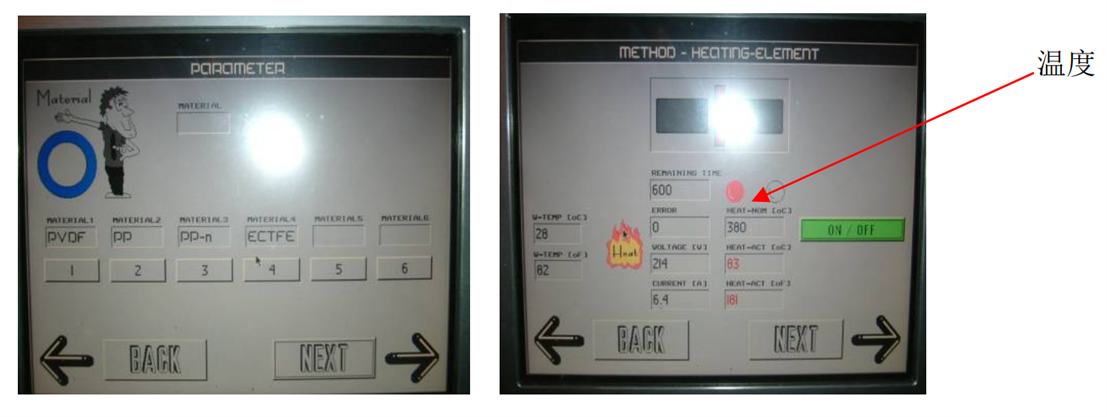 PARAMETER
Material
MATERIAL
MATERIAL1 MATERIAL2 MATERIAL3 MATERIAL4 MATERIAL5 MATERIAL6
PVDF PP PP-n ECTFE
1 2 3 4 5 6
BACK NEXT
METHOD - HEATING-ELEMENT
REMAINING TIME
600
W-TEMP [oC] ERROR HEAT-NOM [oC]
28 0 380 ON / OFF
W-TEMP [oF] Heat VOLTAGE [V] HEAT-ACT [oC]
82 214 83
CURRENT [A] HEAT-ACT [oF]
6.4 181
BACK NEXT
温度